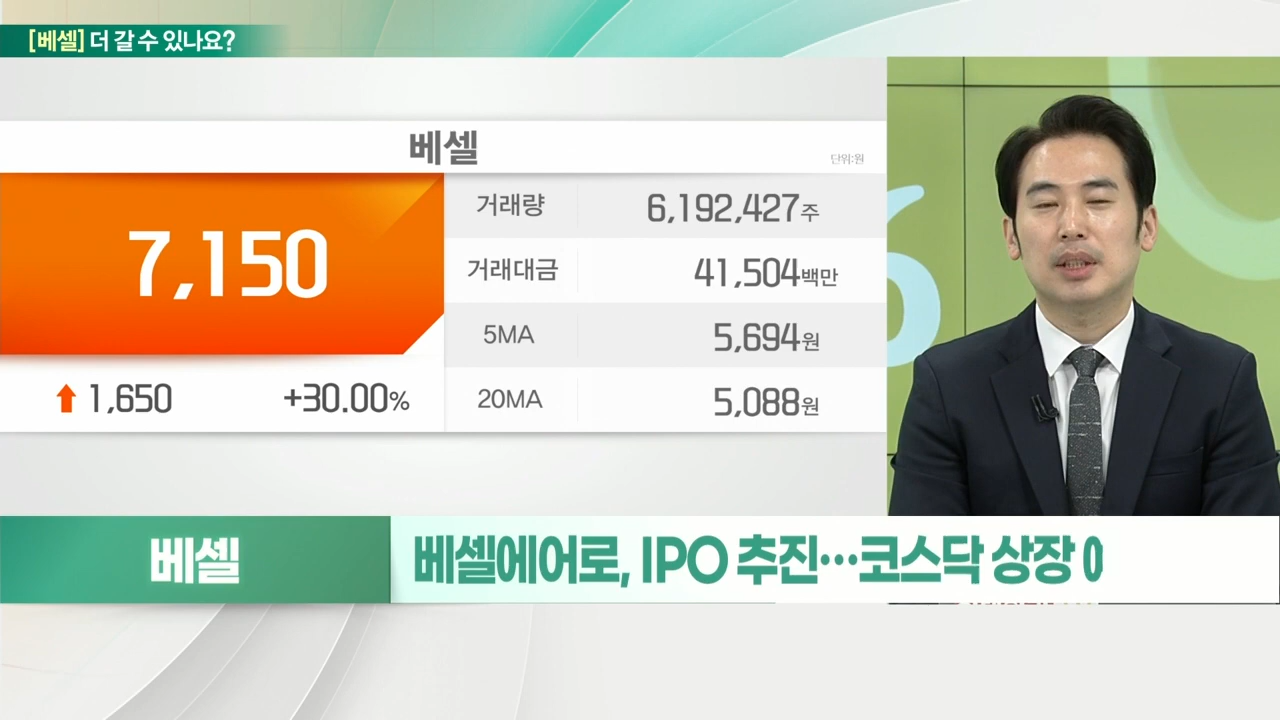 [베셀] 더 갈 수 있나요?
베셀
단위:원
7,150
1,650 +30.00%
거래량 6,192,427주
거래대금 41,504백만
5MA 5,694원
20MA 5,088원
베셀
베셀에어로, IPO 추진…코스닥 상장